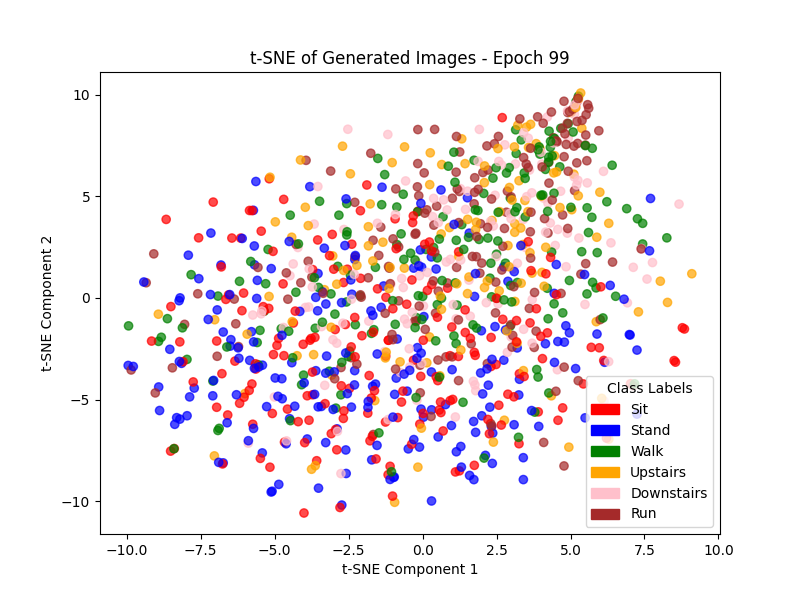 t-SNE of Generated Images - Epoch 99
10
5
0
−5
−10
t-SNE Component 2
−10.0 −7.5 −5.0 −2.5 0.0 2.5 5.0 7.5 10.0
t-SNE Component 1
Class Labels
Sit
Stand
Walk
Upstairs
Downstairs
Run